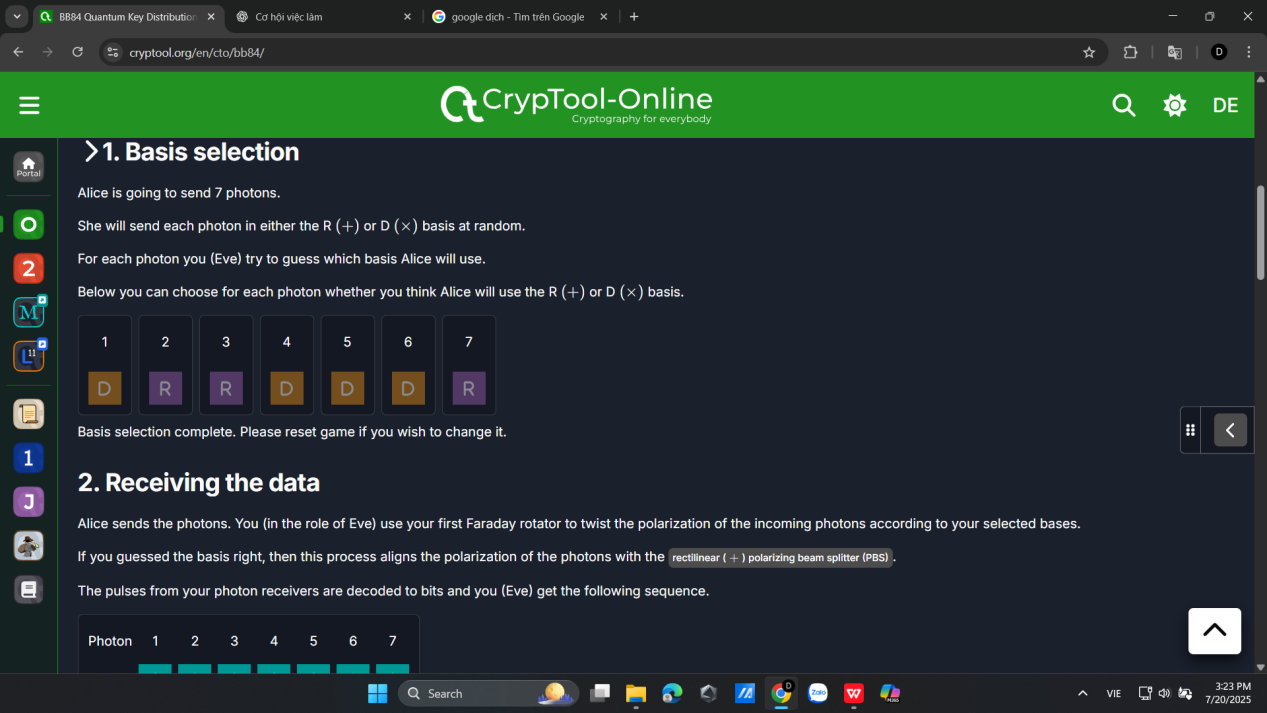 BB84 Quantum Key Distribution
Cơ hội việc làm
google dịch - Tìm trên Google
cryptool.org/en/cto/bb84/
D
CrypTool-Online
Cryptography for everybody
DE
Portal
1. Basis selection
Alice is going to send 7 photons.
She will send each photon in either the R (+) or D (×) basis at random.
For each photon you (Eve) try to guess which basis Alice will use.
Below you can choose for each photon whether you think Alice will use the R (+) or D (×) basis.
1 2 3 4 5 6 7
D R R D D D R
Basis selection complete. Please reset game if you wish to change it.
2. Receiving the data
Alice sends the photons. You (in the role of Eve) use your first Faraday rotator to twist the polarization of the incoming photons according to your selected bases.
If you guessed the basis right, then this process aligns the polarization of the photons with the rectilinear ( + ) polarizing beam splitter (PBS) .
The pulses from your photon receivers are decoded to bits and you (Eve) get the following sequence.
Photon 1 2 3 4 5 6 7
O
2
M
L 11
1
J
Search
D
Zalo
W
VIE
3:23 PM
7/20/2025